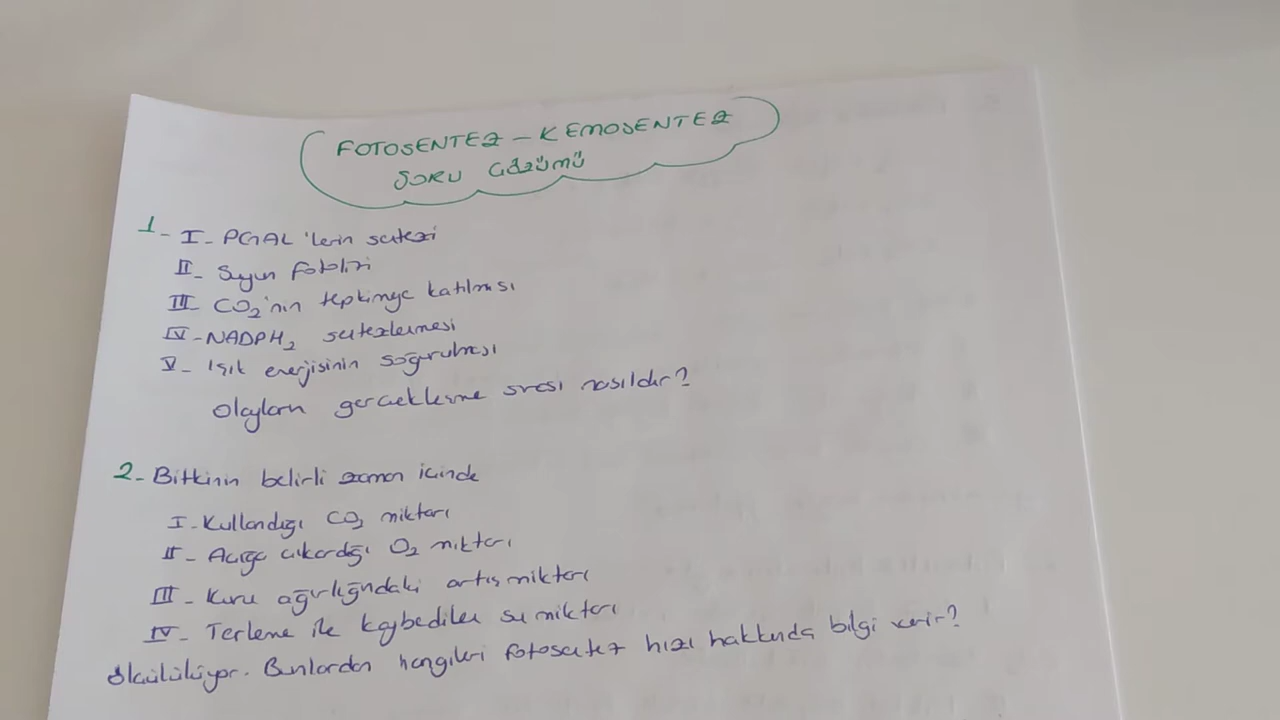 FOTOSENTEZ - KEMOSENTEZ
SORU ÇÖZÜMÜ
1- I- PGAL'lerin sentezi
II- Suyun fotolizi
III- CO₂'nin tepkimeye katılması
IV- NADPH₂ sentezlenmesi
V- Işık enerjisinin soğurulması
Olayların gerçekleşme sırası nasıldır?
2- Bitkinin belirli zaman içinde
I- Kullandığı CO₂ miktarı
II- Açığa çıkardığı O₂ miktarı
III- Kuru ağırlığındaki artış miktarı
IV- Terleme ile kaybedilen su miktarı
ölçülülüyor. Bunlardan hangileri fotosentez hızı hakkında bilgi verir?